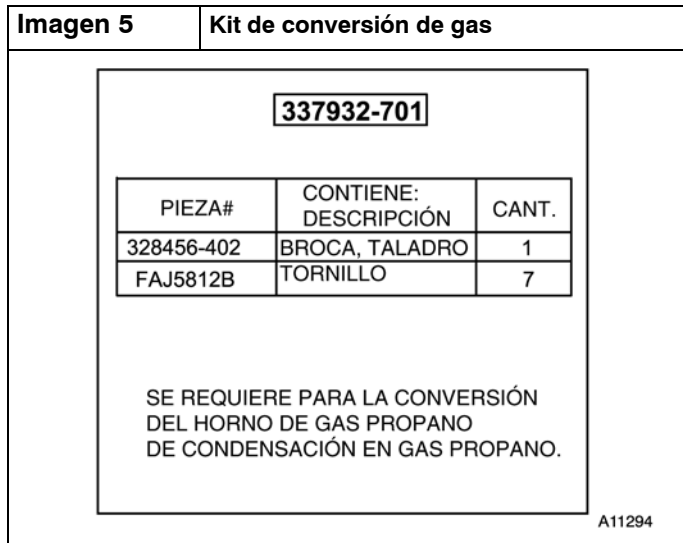 Imagen 5 Kit de conversión de gas
337932-701
PIEZA# CONTIENE: DESCRIPCIÓN CANT.
328456-402 BROCA, TALADRO 1
FAJ5812B TORNILLO 7
SE REQUIERE PARA LA CONVERSIÓN
DEL HORNO DE GAS PROPANO
DE CONDENSACIÓN EN GAS PROPANO.
A11294